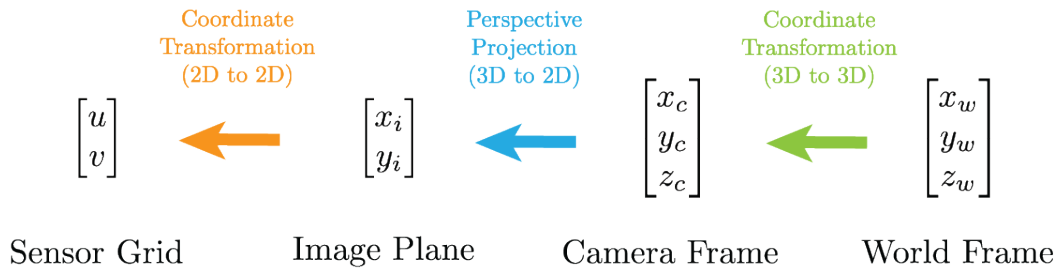 Coordinate
Transformation
(2D to 2D)
Perspective
Projection
(3D to 2D)
Coordinate
Transformation
(3D to 3D)
u
v
x_i
y_i
x_c
y_c
z_c
x_w
y_w
z_w
Sensor Grid
Image Plane
Camera Frame
World Frame